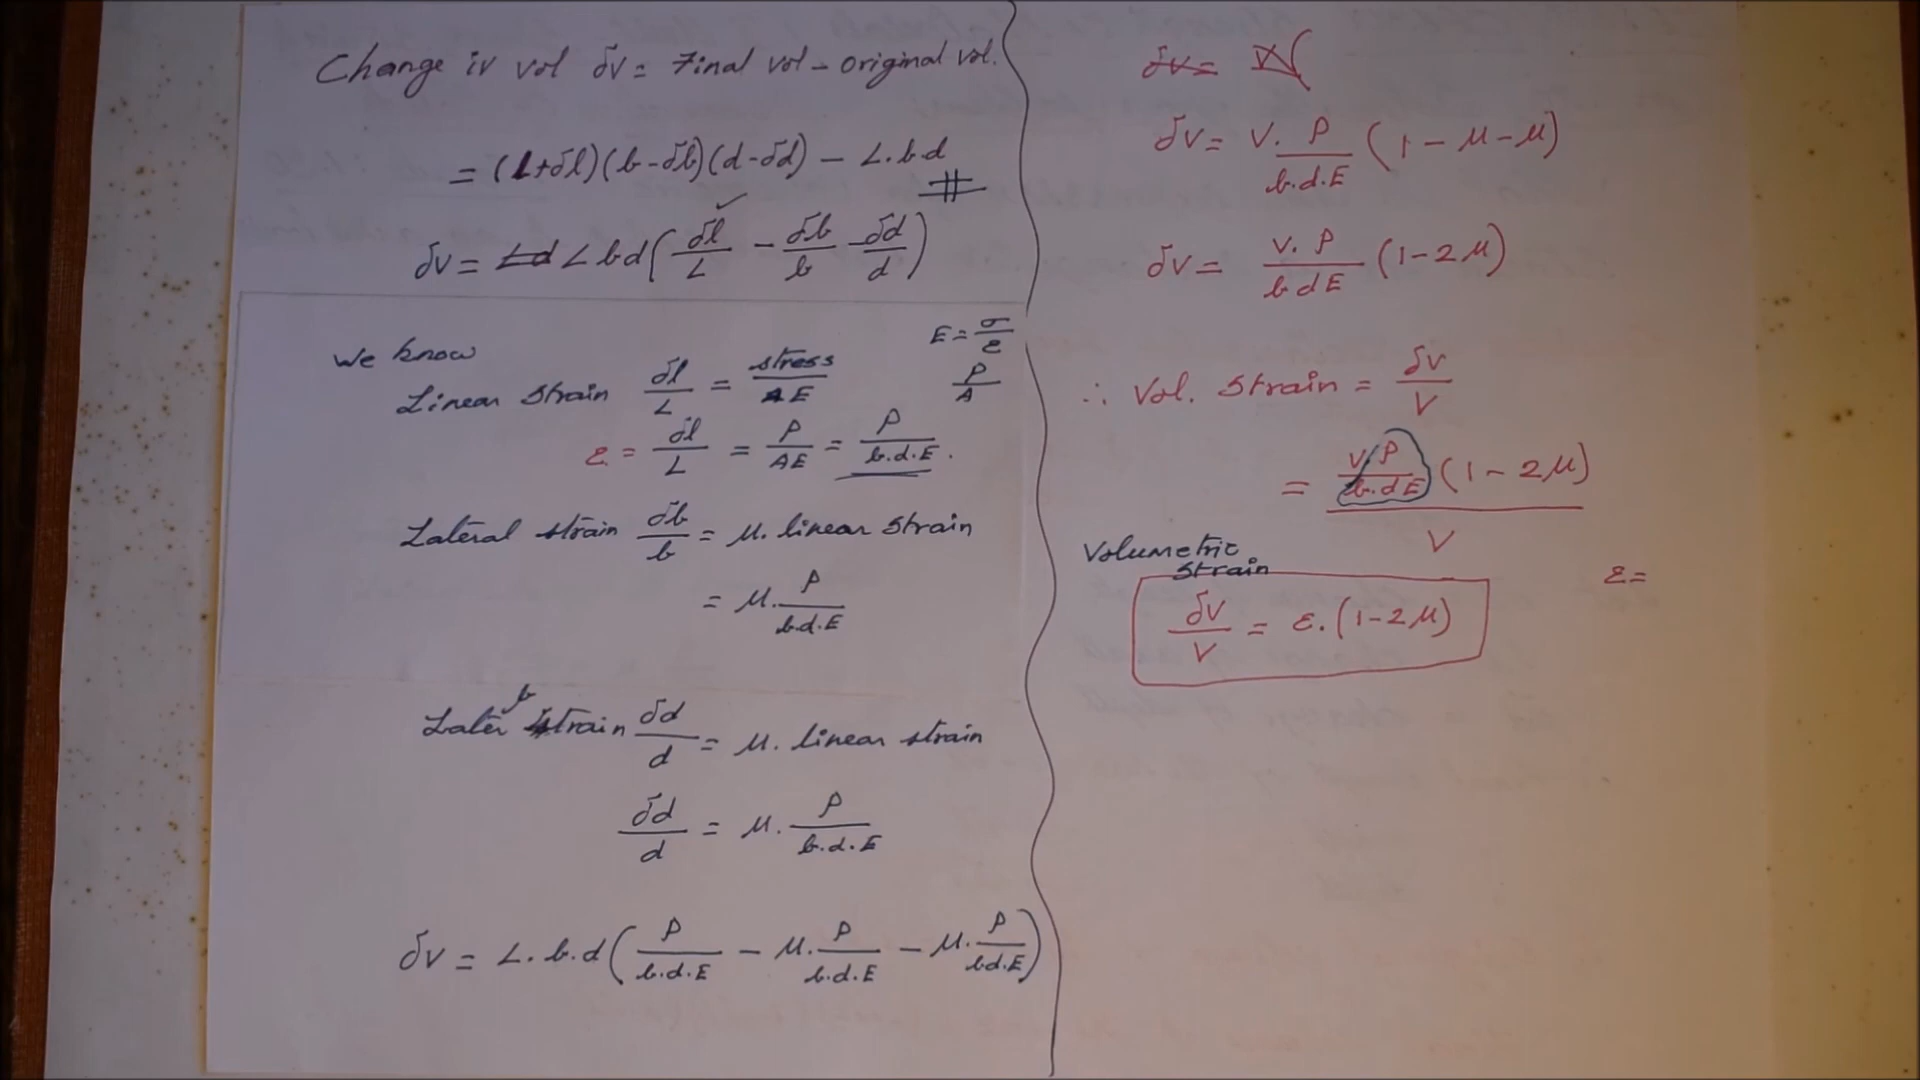 Change in vol δv = Final vol - original vol.
= (L+δl)(b-δb)(d-δd) - L.b.d
δv = L b d (δl/L - δb/b - δd/d)
We know
E = σ/ε
Linear strain δl/L = stress/E
P/A
ε = δl/L = P/AE = P/b.d.E.
Lateral strain δb/b = μ. linear strain
= μ. P/b.d.E
Later strain δd/d = μ. linear strain
δd/d = μ. P/b.d.E
δv = L.b.d (P/b.d.E - μ. P/b.d.E - μ. P/b.d.E)
δv =
δv = V. P/b.d.E (1 - μ - μ)
δv = V. P/b d E (1-2μ)
∴ Vol. Strain = δv/V
= V P/b.d E (1-2μ) / V
Volumetric
Strain
ε =
δv/V = ε. (1-2μ)